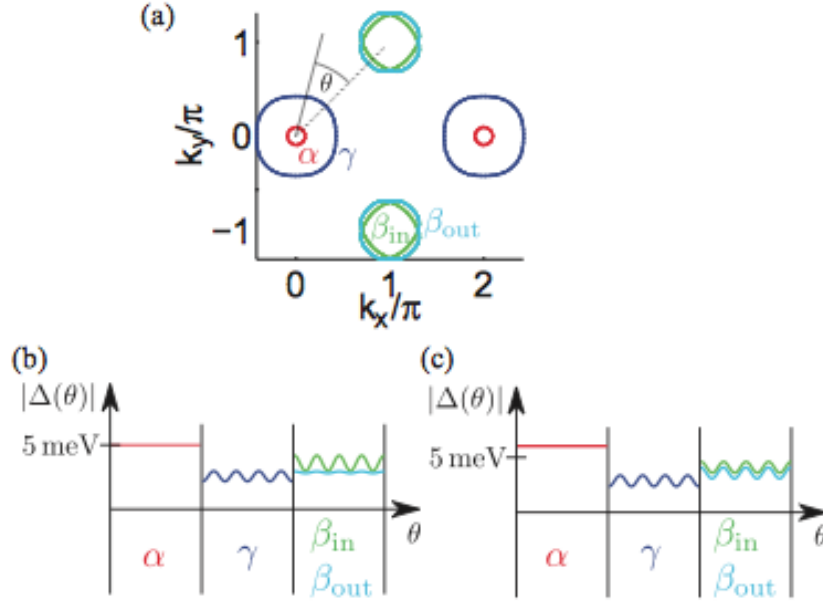 (a)
k_y/π
1
0
−1
θ
α γ
β_in β_out
0 1 2
k_x/π
(b)
|Δ(θ)|
5 meV
θ
α γ β_in
β_out
(c)
|Δ(θ)|
5 meV
θ
α γ β_in
β_out